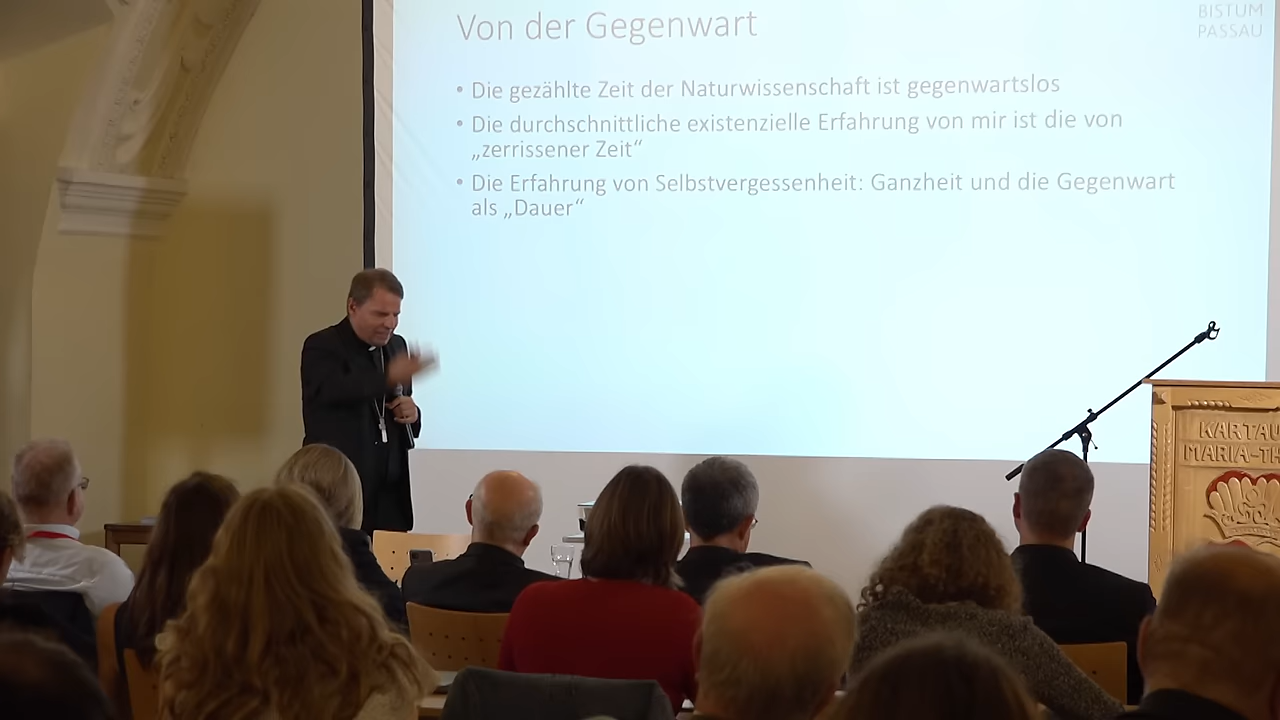 Von der Gegenwart
BISTUM
PASSAU
• Die gezählte Zeit der Naturwissenschaft ist gegenwartslos
• Die durchschnittliche existenzielle Erfahrung von mir ist die von
„zerrissener Zeit“
• Die Erfahrung von Selbstvergessenheit: Ganzheit und die Gegenwart
als „Dauer“
KARTAU
MARIA-TH